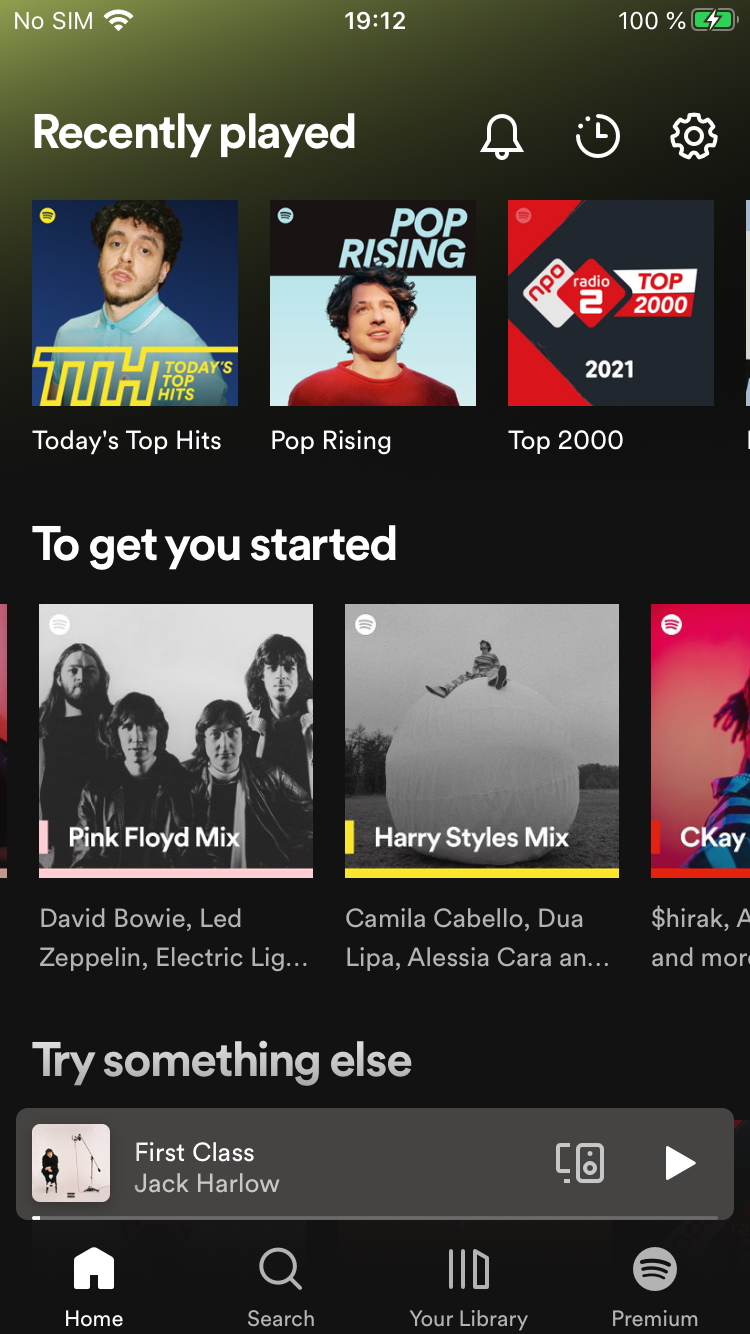 No SIM 19:12 100 %
Recently played
TTH TODAY'S
TOP
HITS
POP
RISING
npo radio 2 TOP
2000
2021
Today's Top Hits
Pop Rising
Top 2000
To get you started
Pink Floyd Mix
Harry Styles Mix
CKay
David Bowie, Led
Zeppelin, Electric Lig...
Camila Cabello, Dua
Lipa, Alessia Cara an...
$hirak, A
and more
Try something else
First Class
Jack Harlow
Home
Search
Your Library
Premium